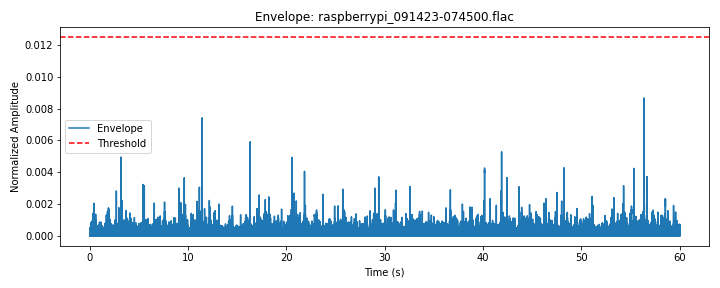 Envelope: raspberrypi_091423-074500.flac
Normalized Amplitude
0.012
0.010
0.008
0.006
0.004
0.002
0.000
Envelope
Threshold
0 10 20 30 40 50 60
Time (s)